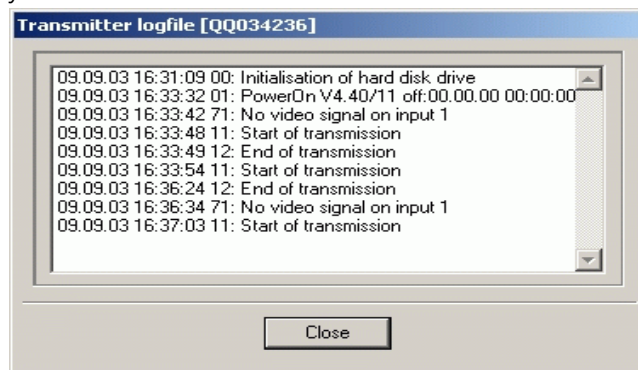 Transmitter logfile [QQ034236]
09.09.03 16:31:09 00: Initialisation of hard disk drive
09.09.03 16:33:32 01: PowerOn V4.40/11 off:00.00.00 00:00:00
09.09.03 16:33:42 71: No video signal on input 1
09.09.03 16:33:48 11: Start of transmission
09.09.03 16:33:49 12: End of transmission
09.09.03 16:33:54 11: Start of transmission
09.09.03 16:36:24 12: End of transmission
09.09.03 16:36:34 71: No video signal on input 1
09.09.03 16:37:03 11: Start of transmission
Close